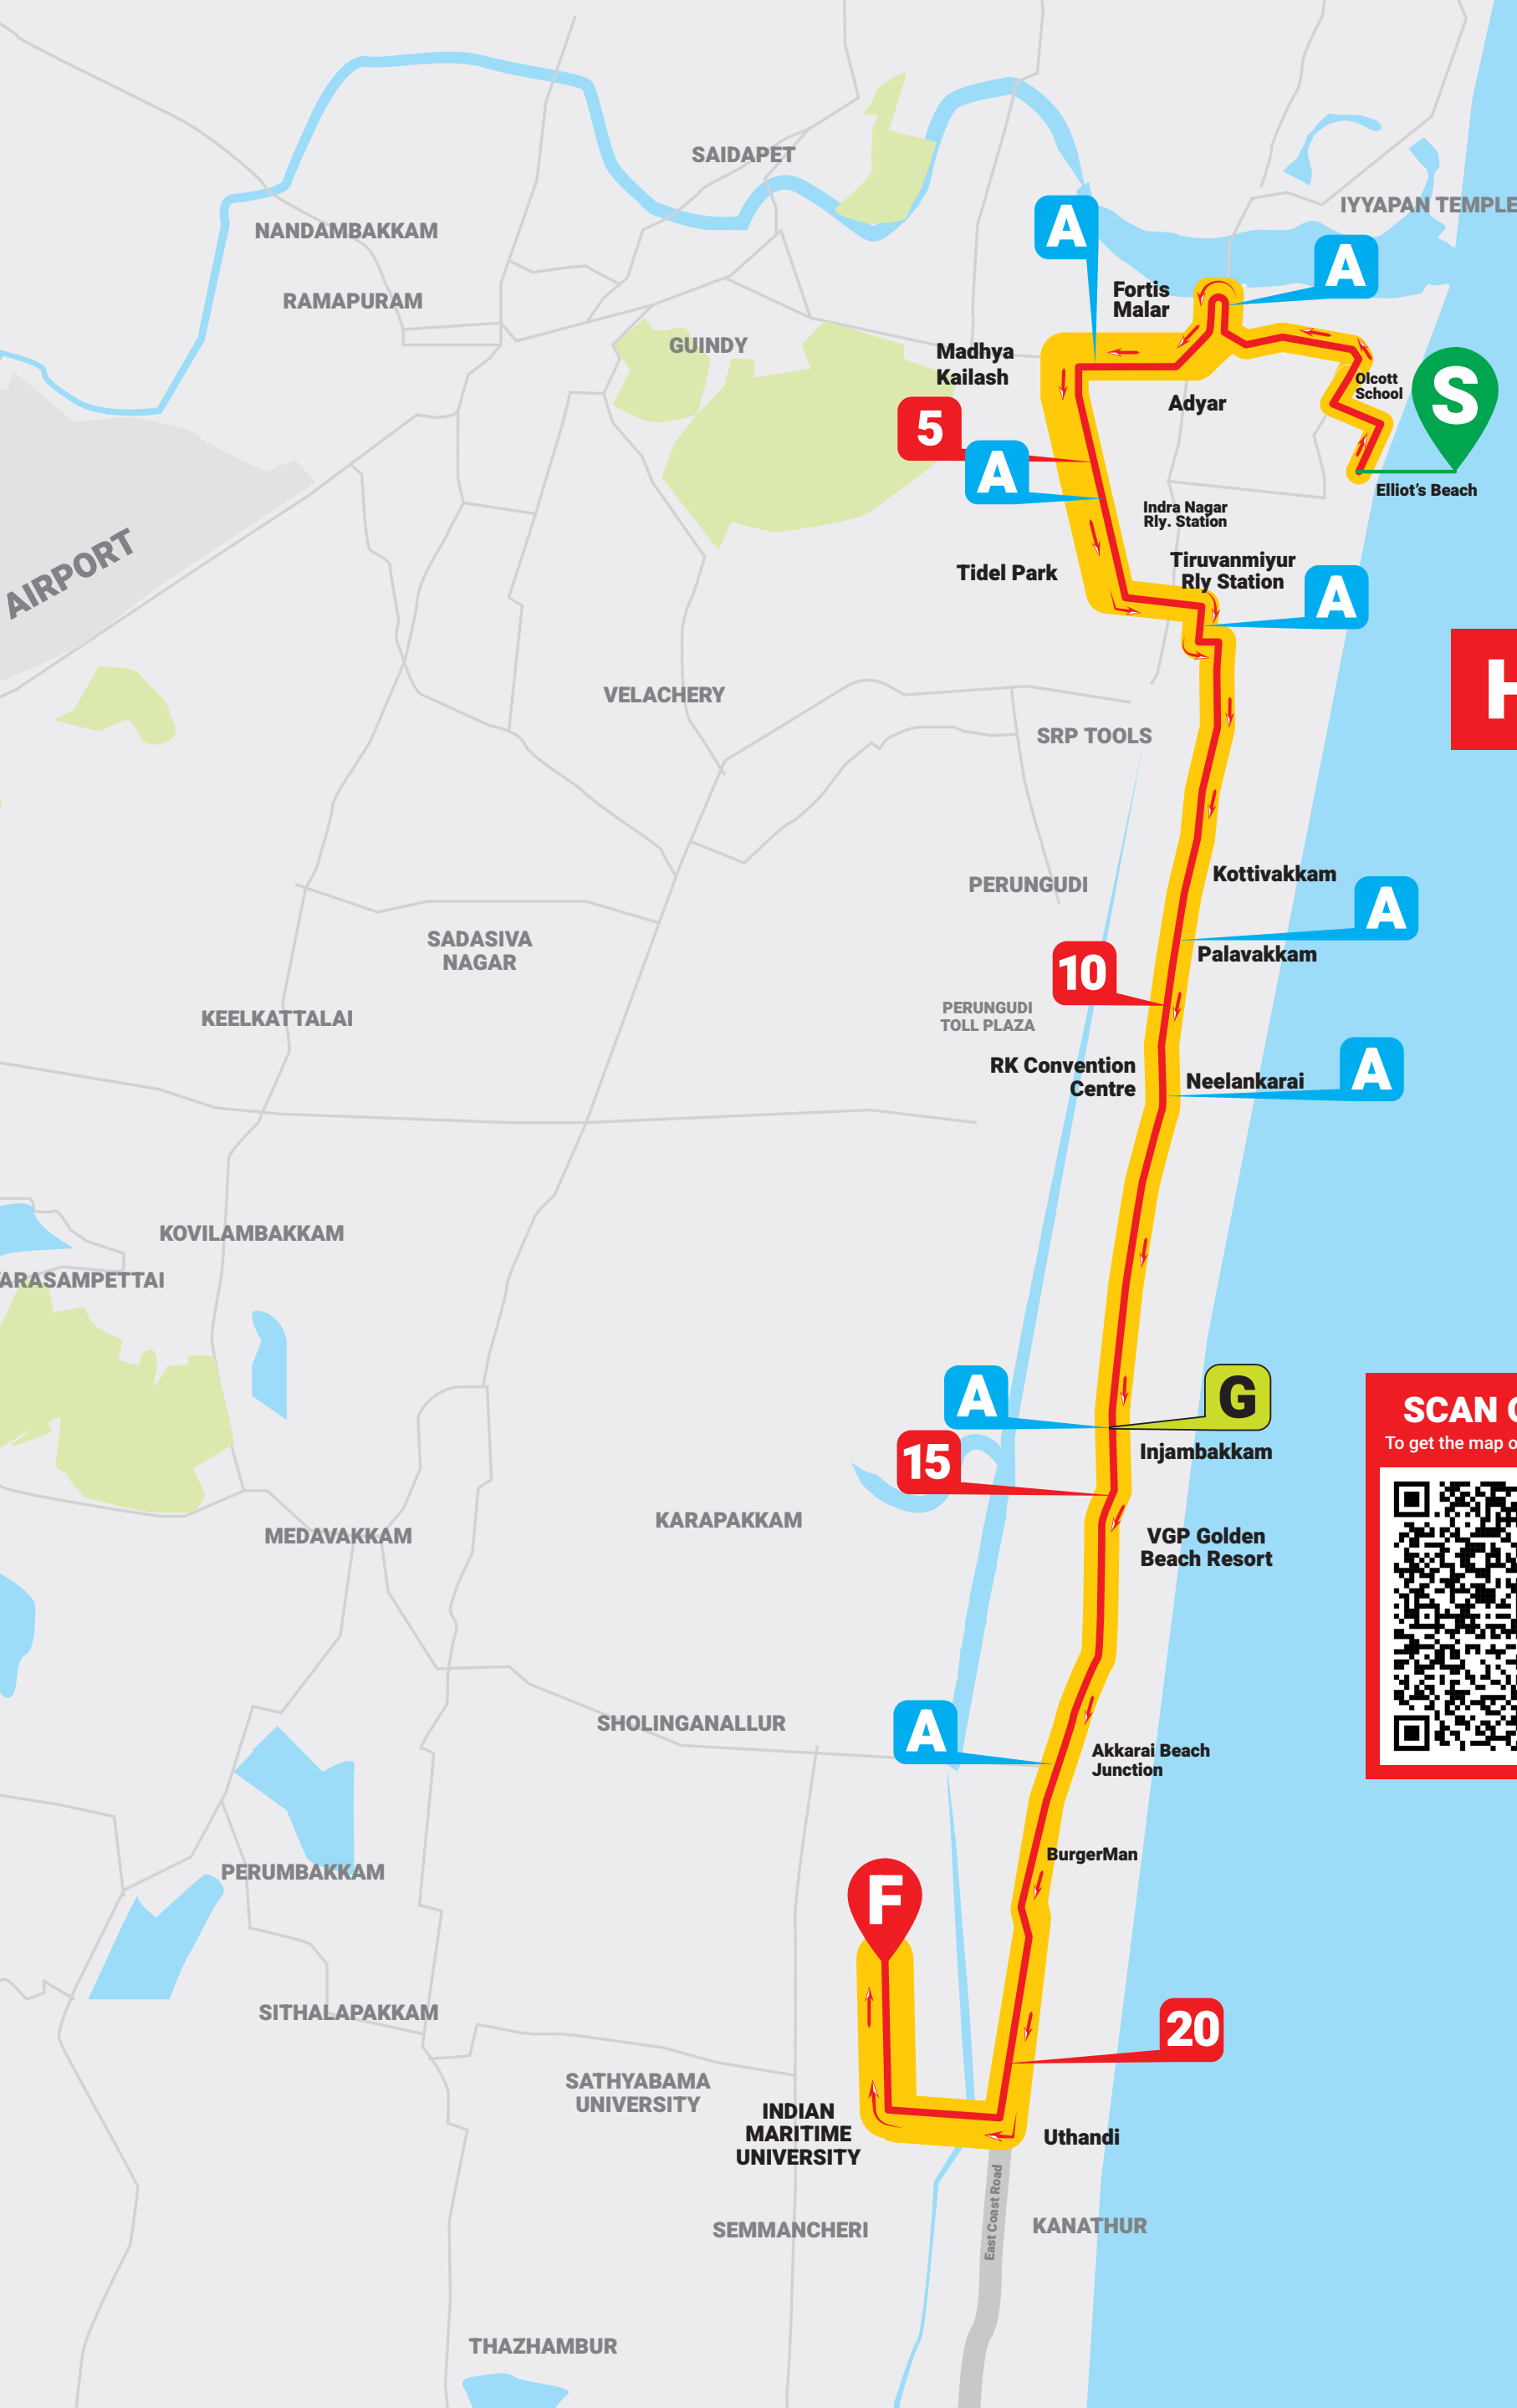 SAIDAPET
IYYAPAN TEMPLE
A
NANDAMBAKKAM
A
Fortis
Malar
RAMAPURAM
GUINDY
Madhya
Kailash
Olcott
School
S
Adyar
5
A
Elliot's Beach
Indra Nagar
Rly. Station
AIRPORT
Tidel Park
Tiruvanmiyur
Rly Station
A
H
VELACHERY
SRP TOOLS
Kottivakkam
PERUNGUDI
A
SADASIVA
NAGAR
Palavakkam
10
PERUNGUDI
TOLL PLAZA
KEELKATTALAI
RK Convention
Centre
Neelankarai
A
KOVILAMBAKKAM
ARASAMPETTAI
A
G
SCAN
To get the map o
15
Injambakkam
KARAPAKKAM
MEDAVAKKAM
VGP Golden
Beach Resort
SHOLINGANALLUR
A
Akkarai Beach
Junction
BurgerMan
PERUMBAKKAM
F
SITHALAPAKKAM
20
SATHYABAMA
UNIVERSITY
INDIAN
MARITIME
UNIVERSITY
Uthandi
East Coast Road
SEMMANCHERI
KANATHUR
THAZHAMBUR